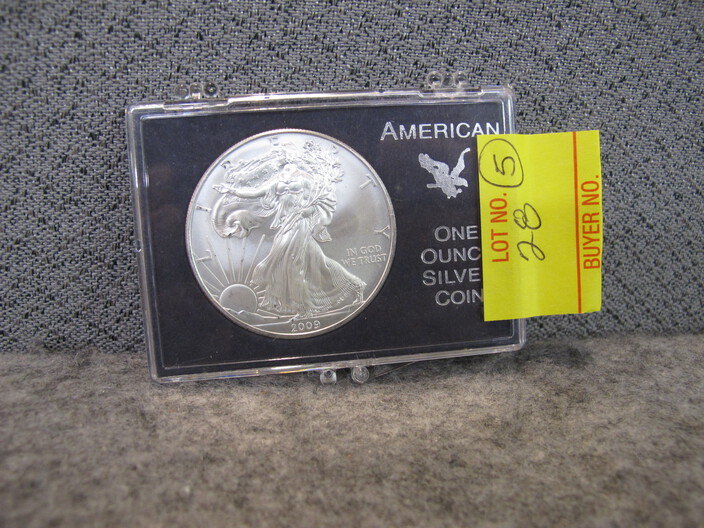 LIBERTY
IN GOD
WE TRUST
2009
AMERICAN
ONE
OUNC
SILVE
COIN
LOT NO. 5
28
BUYER NO.